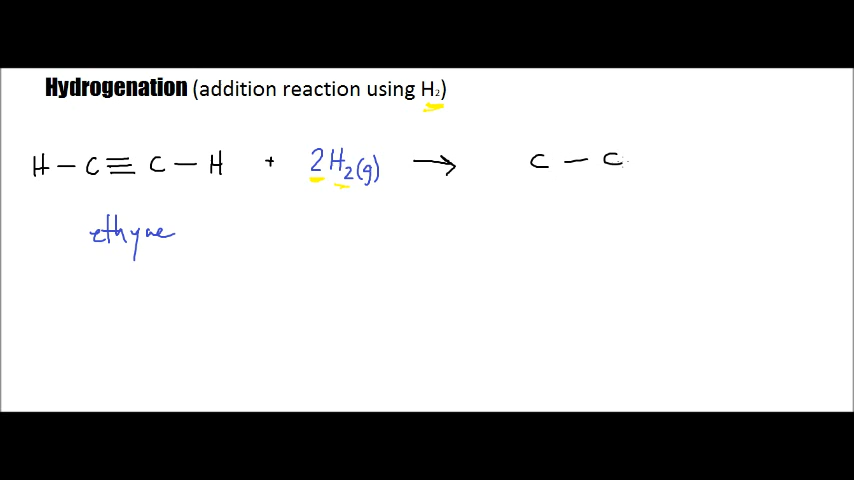 Hydrogenation (addition reaction using H₂)
H – C ≡ C – H + 2H₂(g) → C – C
ethyne